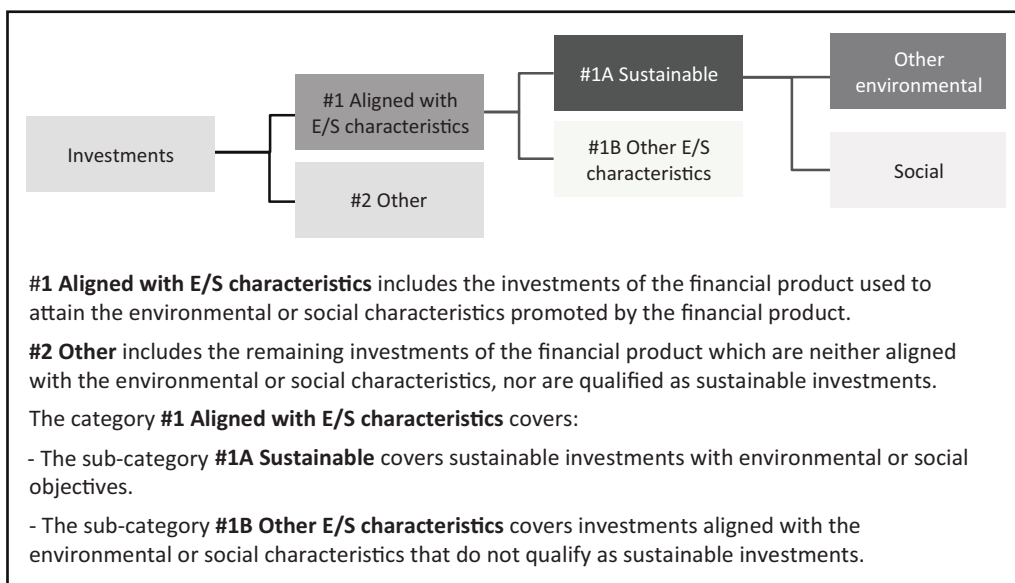 Investments
#1 Aligned with
E/S characteristics
#2 Other
#1A Sustainable
#1B Other E/S
characteristics
Other
environmental
Social
#1 Aligned with E/S characteristics includes the investments of the financial product used to
attain the environmental or social characteristics promoted by the financial product.
#2 Other includes the remaining investments of the financial product which are neither aligned
with the environmental or social characteristics, nor are qualified as sustainable investments.
The category #1 Aligned with E/S characteristics covers:
- The sub-category #1A Sustainable covers sustainable investments with environmental or social
objectives.
- The sub-category #1B Other E/S characteristics covers investments aligned with the
environmental or social characteristics that do not qualify as sustainable investments.